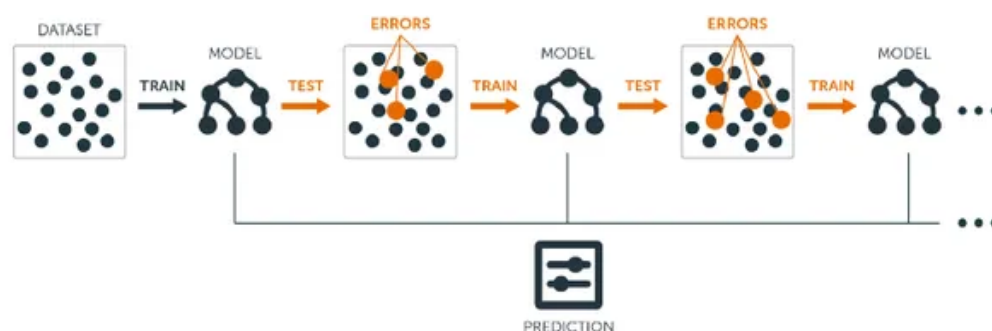 DATASET
MODEL
ERRORS
MODEL
ERRORS
MODEL
TRAIN
TEST
TRAIN
TEST
TRAIN
PREDICTION